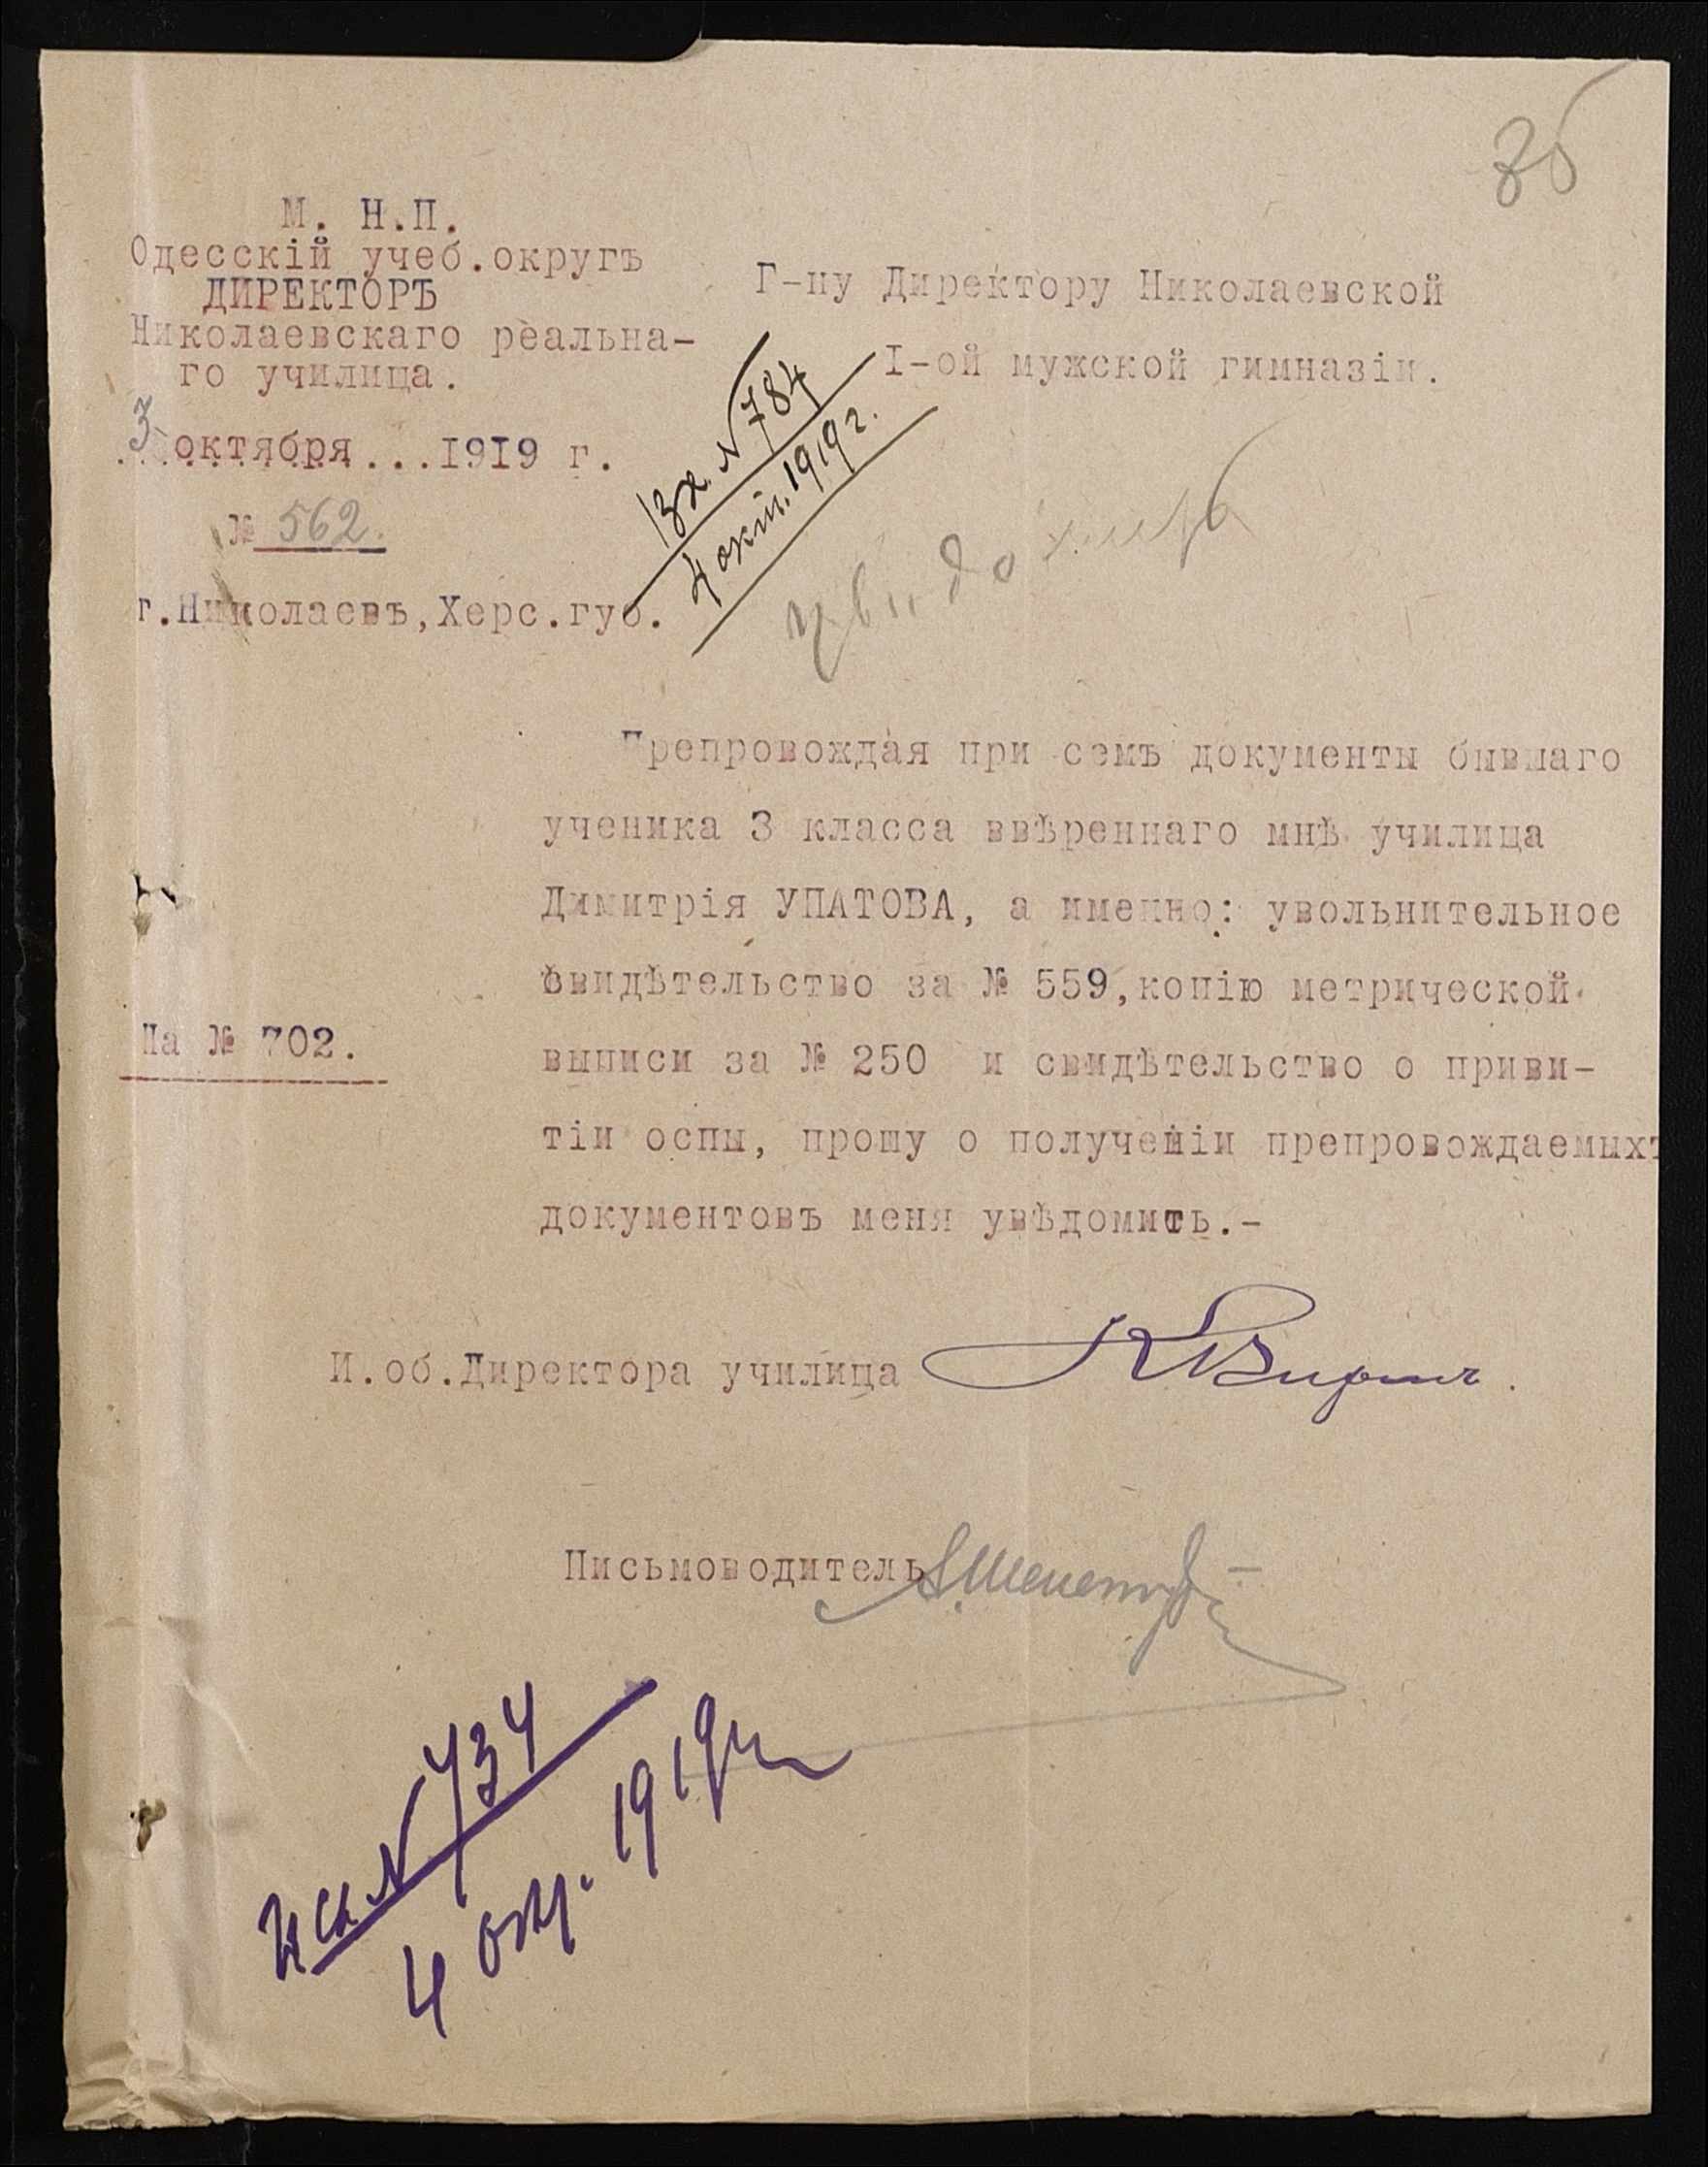 М. Н.П.
Одесскій учеб.округъ
ДИРЕКТОРЪ
Николаевскаго реальна-
го училища.
3 октября...1919 г.
№ 562.
г.Николаевъ,Херс.губ.
Г-ну Директору Николаевской
I-ой мужской гимназіи.
Вх. N 784
4 окт. 1919 г.
Препровождая при семъ документы бывшаго
ученика 3 класса ввѣреннаго мнѣ училища
Димитрія УПАТОВА, а именно: увольнительное
свидѣтельство за № 559,копію метрической
На № 702.
выписи за № 250 и свидѣтельство о приви-
тіи оспы, прошу о полученіи препровождаемыхъ
документовъ меня увѣдомить.-
И.об.Директора училища
Письмоводитель
Исх N 734
4 окт. 1919 г.